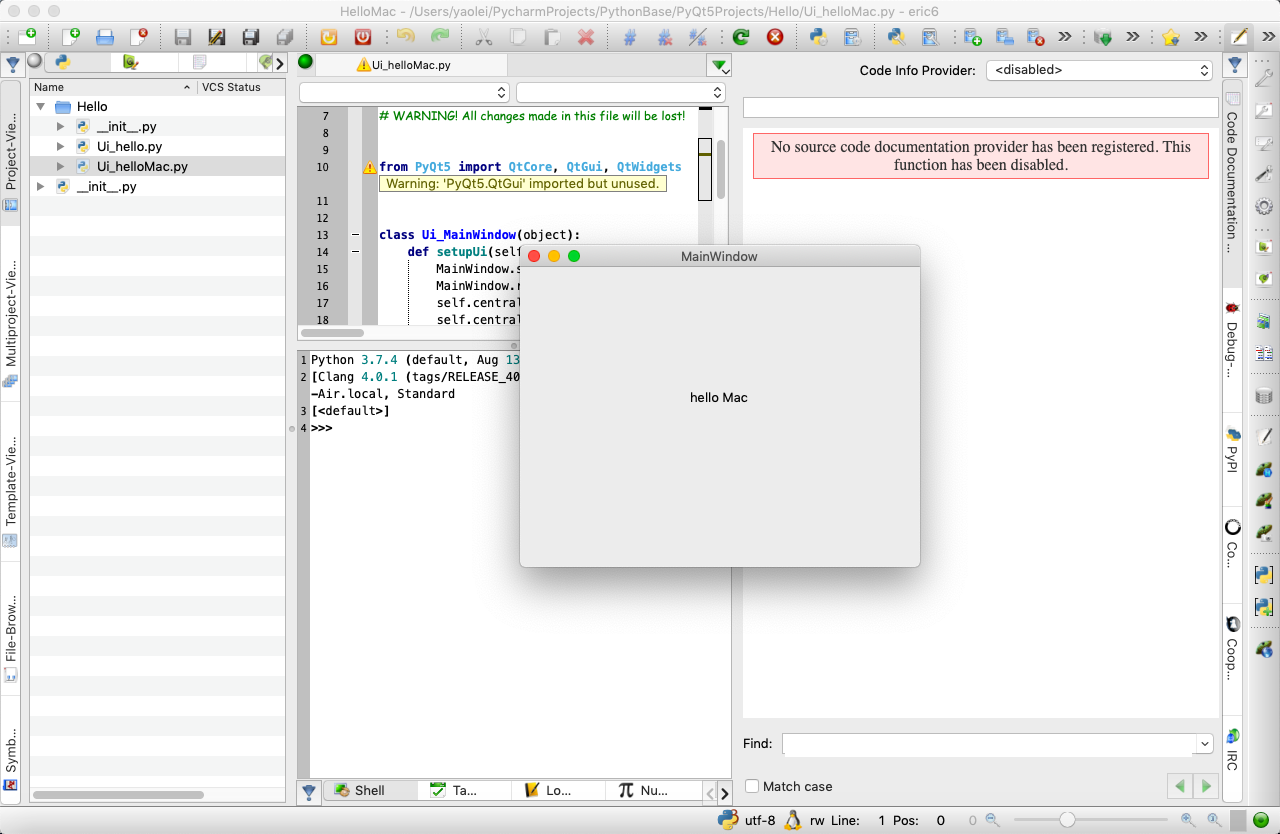 HelloMac - /Users/yaolei/PycharmProjects/PythonBase/PyQt5Projects/Hello/Ui_helloMac.py - eric6
Ui_helloMac.py
Code Info Provider: <disabled>
Name VCS Status
Hello
__init__.py
Ui_hello.py
Ui_helloMac.py
__init__.py
Project-Vie...
Multiproject-Vie...
Template-Vie...
File-Brow...
Symb...
7 # WARNING! All changes made in this file will be lost!
8
9
10 from PyQt5 import QtCore, QtGui, QtWidgets
Warning: 'PyQt5.QtGui' imported but unused.
11
12
13 class Ui_MainWindow(object):
14 def setupUi(self
15 MainWindow.s
16 MainWindow.r
17 self.central
18 self.central
1 Python 3.7.4 (default, Aug 13
2 [Clang 4.0.1 (tags/RELEASE_40
-Air.local, Standard
3 [<default>]
4 >>>
MainWindow
hello Mac
No source code documentation provider has been registered. This
function has been disabled.
Code Documentation ...
Debug-...
PyPI
Co...
Coop...
IRC
Find:
Match case
Shell
Ta...
Lo...
Nu...
utf-8 rw Line: 1 Pos: 0 0